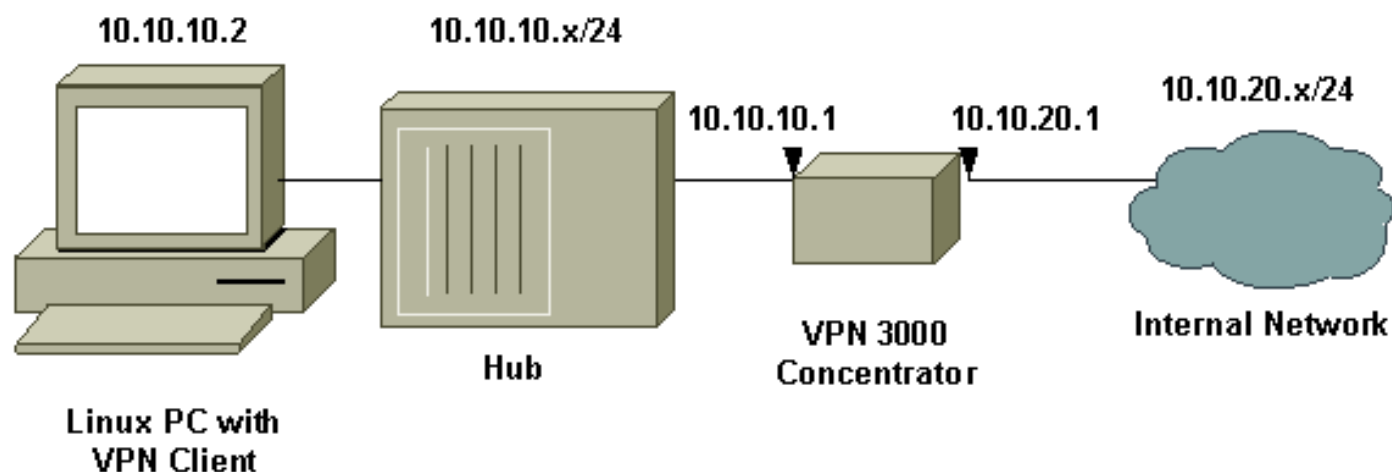 10.10.10.2
10.10.10.x/24
10.10.10.1
10.10.20.1
10.10.20.x/24
Hub
VPN 3000
Concentrator
Internal Network
Linux PC with
VPN Client